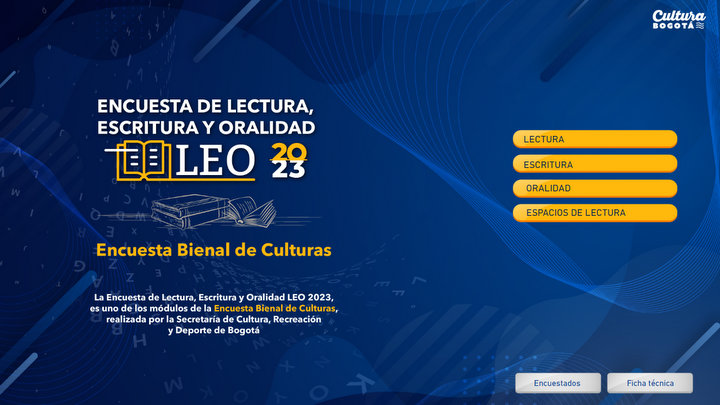 Cultura
BOGOTÁ
ENCUESTA DE LECTURA,
ESCRITURA Y ORALIDAD
LEO 2023
Encuesta Bienal de Culturas
La Encuesta de Lectura, Escritura y Oralidad LEO 2023,
es uno de los módulos de la Encuesta Bienal de Culturas,
realizada por la Secretaría de Cultura, Recreación
y Deporte de Bogotá
LECTURA
ESCRITURA
ORALIDAD
ESPACIOS DE LECTURA
Encuestados
Ficha técnica